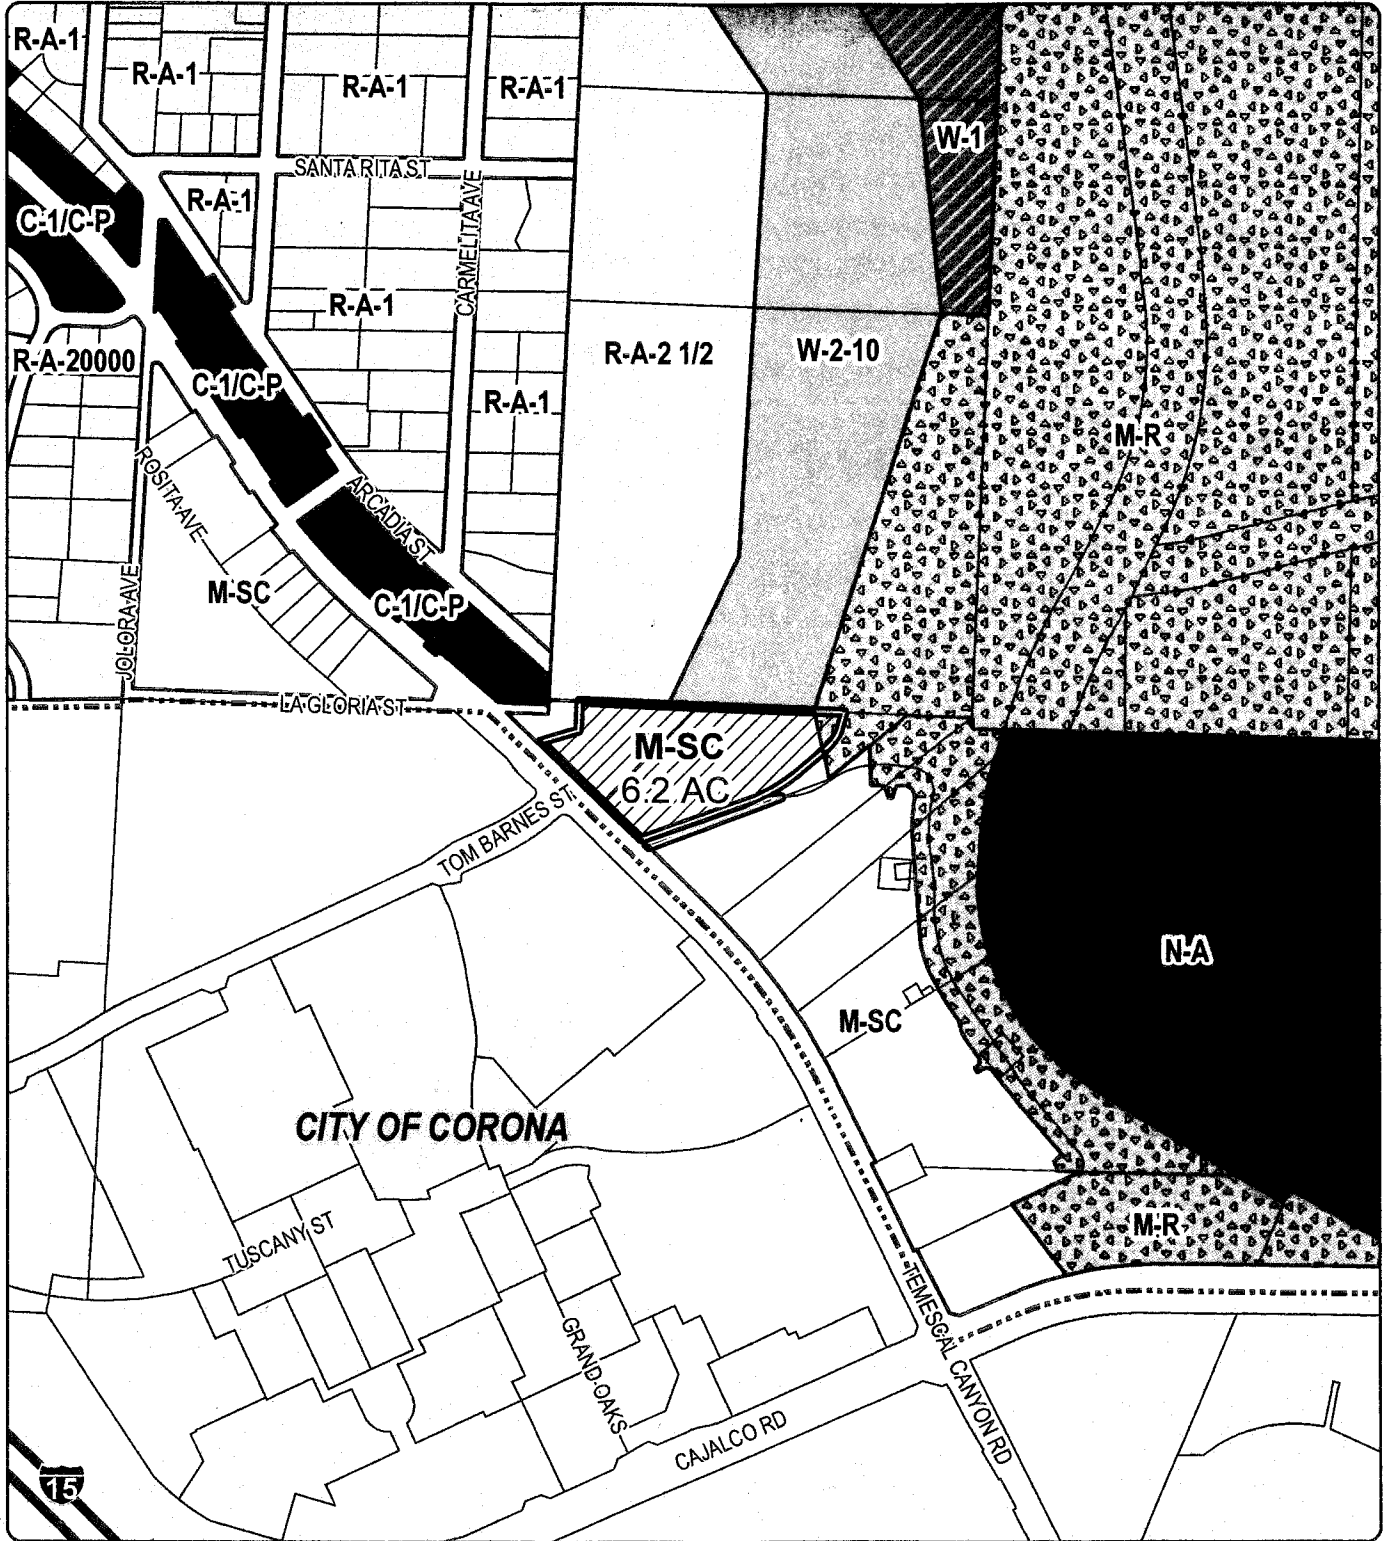 R-A-1
R-A-1
R-A-1
R-A-1
W-1
SANTA RITA ST
R-A-1
C-1/C-P
CARMELITA AVE
R-A-1
R-A-20000
R-A-2 1/2
W-2-10
C-1/C-P
R-A-1
M-R
ROSITA AVE
ARCADIA ST
M-SC
C-1/C-P
JOLORA AVE
LA GLORIA ST
M-SC
6.2 AC
TOM BARNES ST
N-A
M-SC
CITY OF CORONA
M-R
TUSCANY ST
TEMESCAL CANYON RD
GRAND OAKS
CAJALCO RD
15